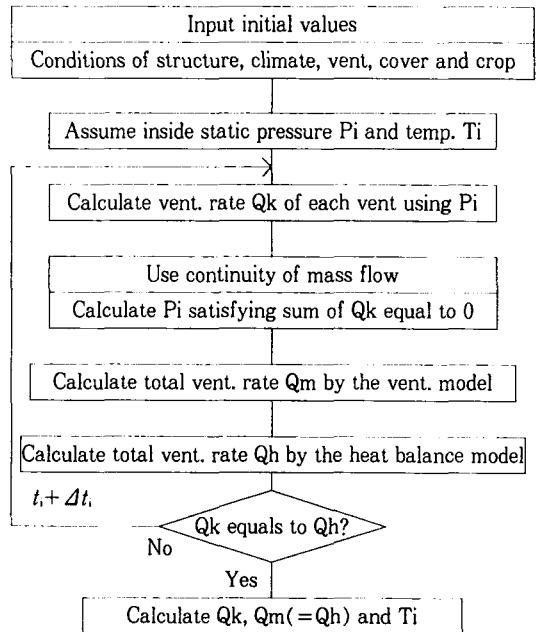 Input initial values
Conditions of structure, climate, vent, cover and crop
Assume inside static pressure Pi and temp. Ti
Calculate vent. rate Qk of each vent using Pi
Use continuity of mass flow
Calculate Pi satisfying sum of Qk equal to 0
Calculate total vent. rate Qm by the vent. model
Calculate total vent. rate Qh by the heat balance model
tᵢ+ Δtᵢ
Qk equals to Qh?
No
Yes
Calculate Qk, Qm(=Qh) and Ti